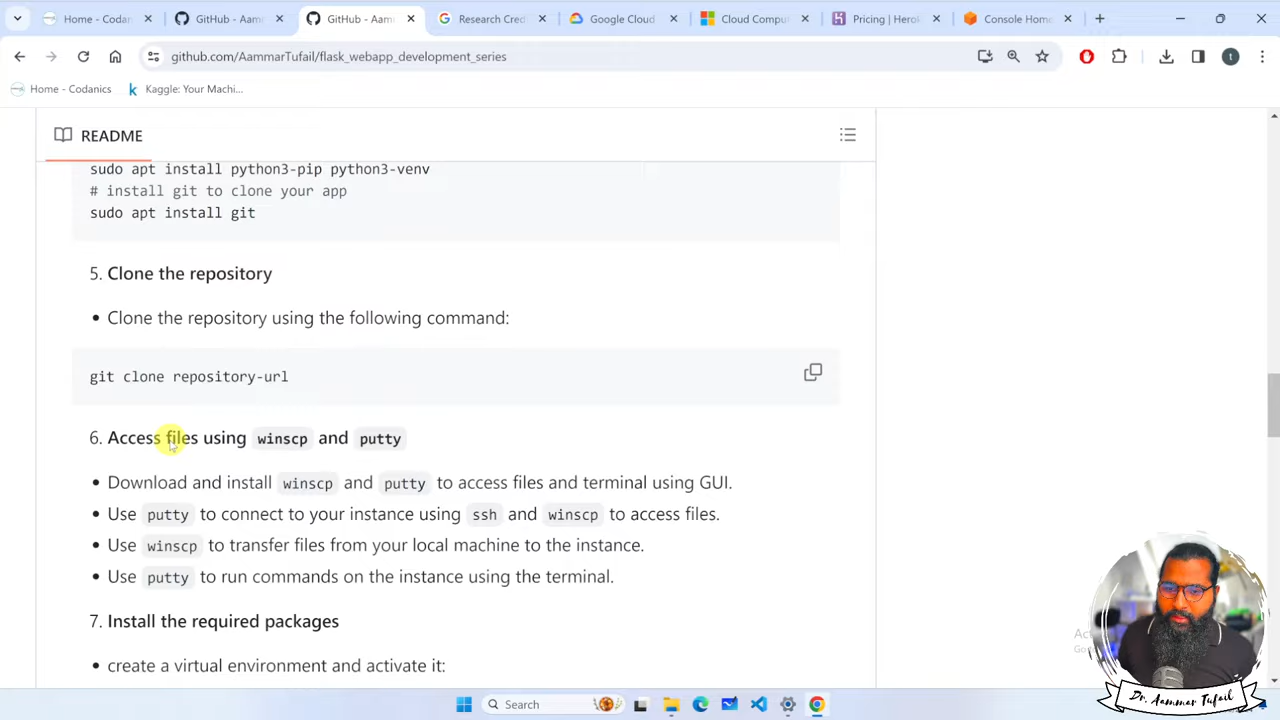 Home - Codanics
GitHub - Aam
GitHub - Aam
Research Cred
Google Cloud
Cloud Compu
Pricing | Herok
Console Home
github.com/AammarTufail/flask_webapp_development_series
t
Home - Codanics
Kaggle: Your Machi...
README
sudo apt install python3-pip python3-venv
# install git to clone your app
sudo apt install git
5. Clone the repository
• Clone the repository using the following command:
git clone repository-url
6. Access files using winscp and putty
• Download and install winscp and putty to access files and terminal using GUI.
• Use putty to connect to your instance using ssh and winscp to access files.
• Use winscp to transfer files from your local machine to the instance.
• Use putty to run commands on the instance using the terminal.
7. Install the required packages
• create a virtual environment and activate it:
Search
Dr. Aammar Tufail